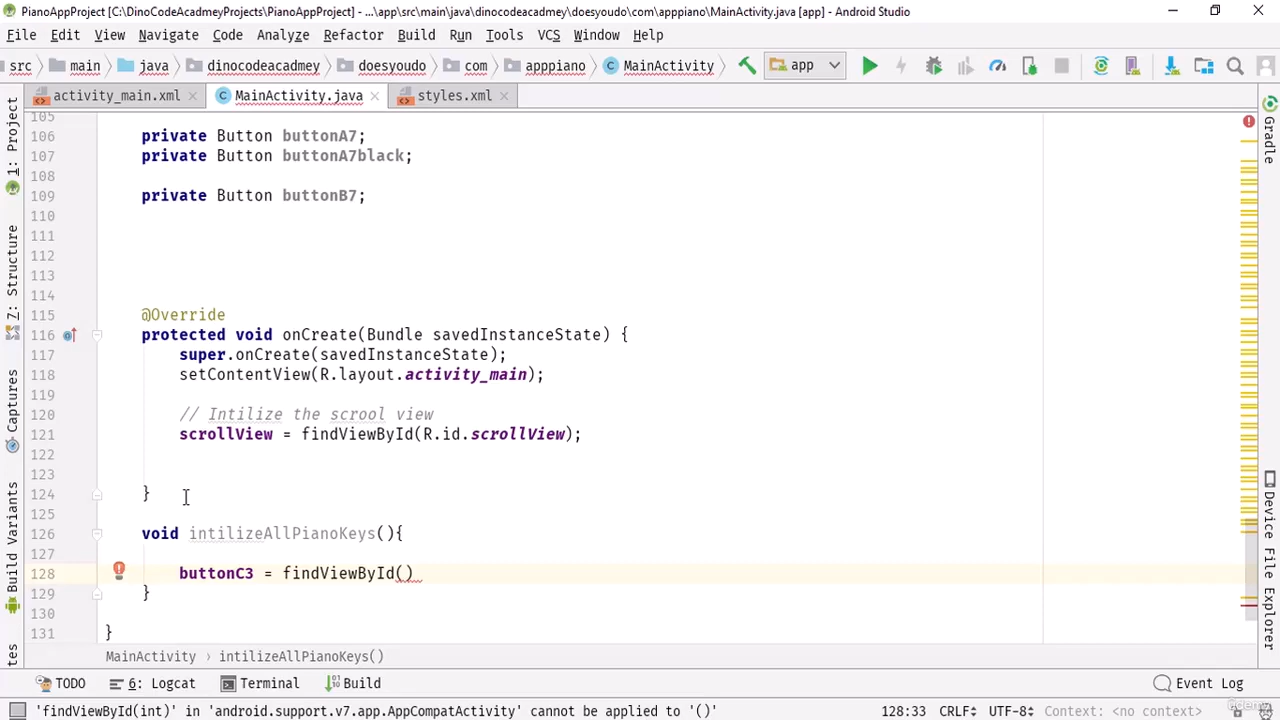 PianoAppProject [C:\DinoCodeAcadmeyProjects\PianoAppProject] - ...\app\src\main\java\dinocodeacadmey\doesyoudo\com\apppiano\MainActivity.java [app] - Android Studio
File Edit View Navigate Code Analyze Refactor Build Run Tools VCS Window Help
src main java dinocodeacadmey doesyoudo com apppiano MainActivity app
activity_main.xml MainActivity.java styles.xml
1: Project
Z: Structure
Captures
Build Variants
Gradle
Device File Explorer
105
106 private Button buttonA7;
107 private Button buttonA7black;
108
109 private Button buttonB7;
110
111
112
113
114
115 @Override
116 protected void onCreate(Bundle savedInstanceState) {
117 super.onCreate(savedInstanceState);
118 setContentView(R.layout.activity_main);
119
120 // Intilize the scrool view
121 scrollView = findViewById(R.id.scrollView);
122
123
124 }
125
126 void intilizeAllPianoKeys(){
127
128 buttonC3 = findViewById()
129 }
130
131 }
MainActivity › intilizeAllPianoKeys()
TODO 6: Logcat Terminal Build Event Log
'findViewById(int)' in 'android.support.v7.app.AppCompatActivity' cannot be applied to '()' 128:33 CRLF UTF-8 Context: <no context>